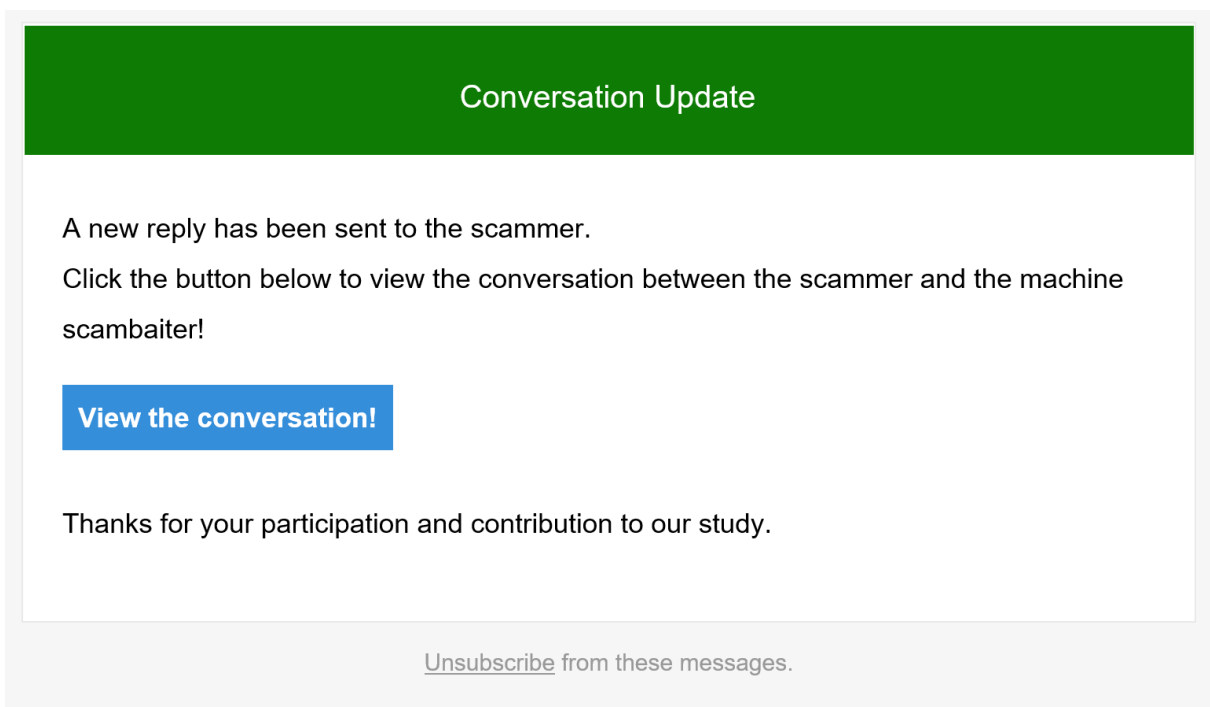 Conversation Update
A new reply has been sent to the scammer.
Click the button below to view the conversation between the scammer and the machine
scambaiter!
View the conversation!
Thanks for your participation and contribution to our study.
Unsubscribe from these messages.